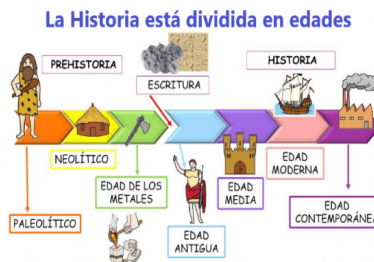 La Historia está dividida en edades
PREHISTORIA
HISTORIA
ESCRITURA
NEOLÍTICO
EDAD DE LOS
METALES
PALEOLÍTICO
EDAD
ANTIGUA
EDAD
MEDIA
EDAD
MODERNA
EDAD
CONTEMPORÁNEA